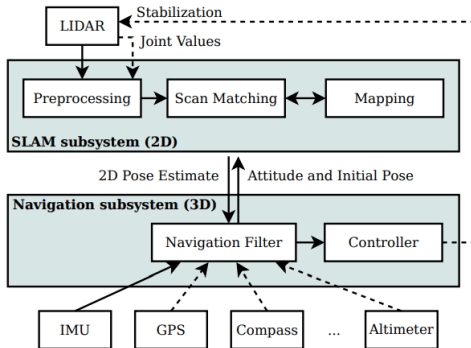 LIDAR
Stabilization
Joint Values
Preprocessing
Scan Matching
Mapping
SLAM subsystem (2D)
2D Pose Estimate
Attitude and Initial Pose
Navigation subsystem (3D)
Navigation Filter
Controller
IMU
GPS
Compass
...
Altimeter